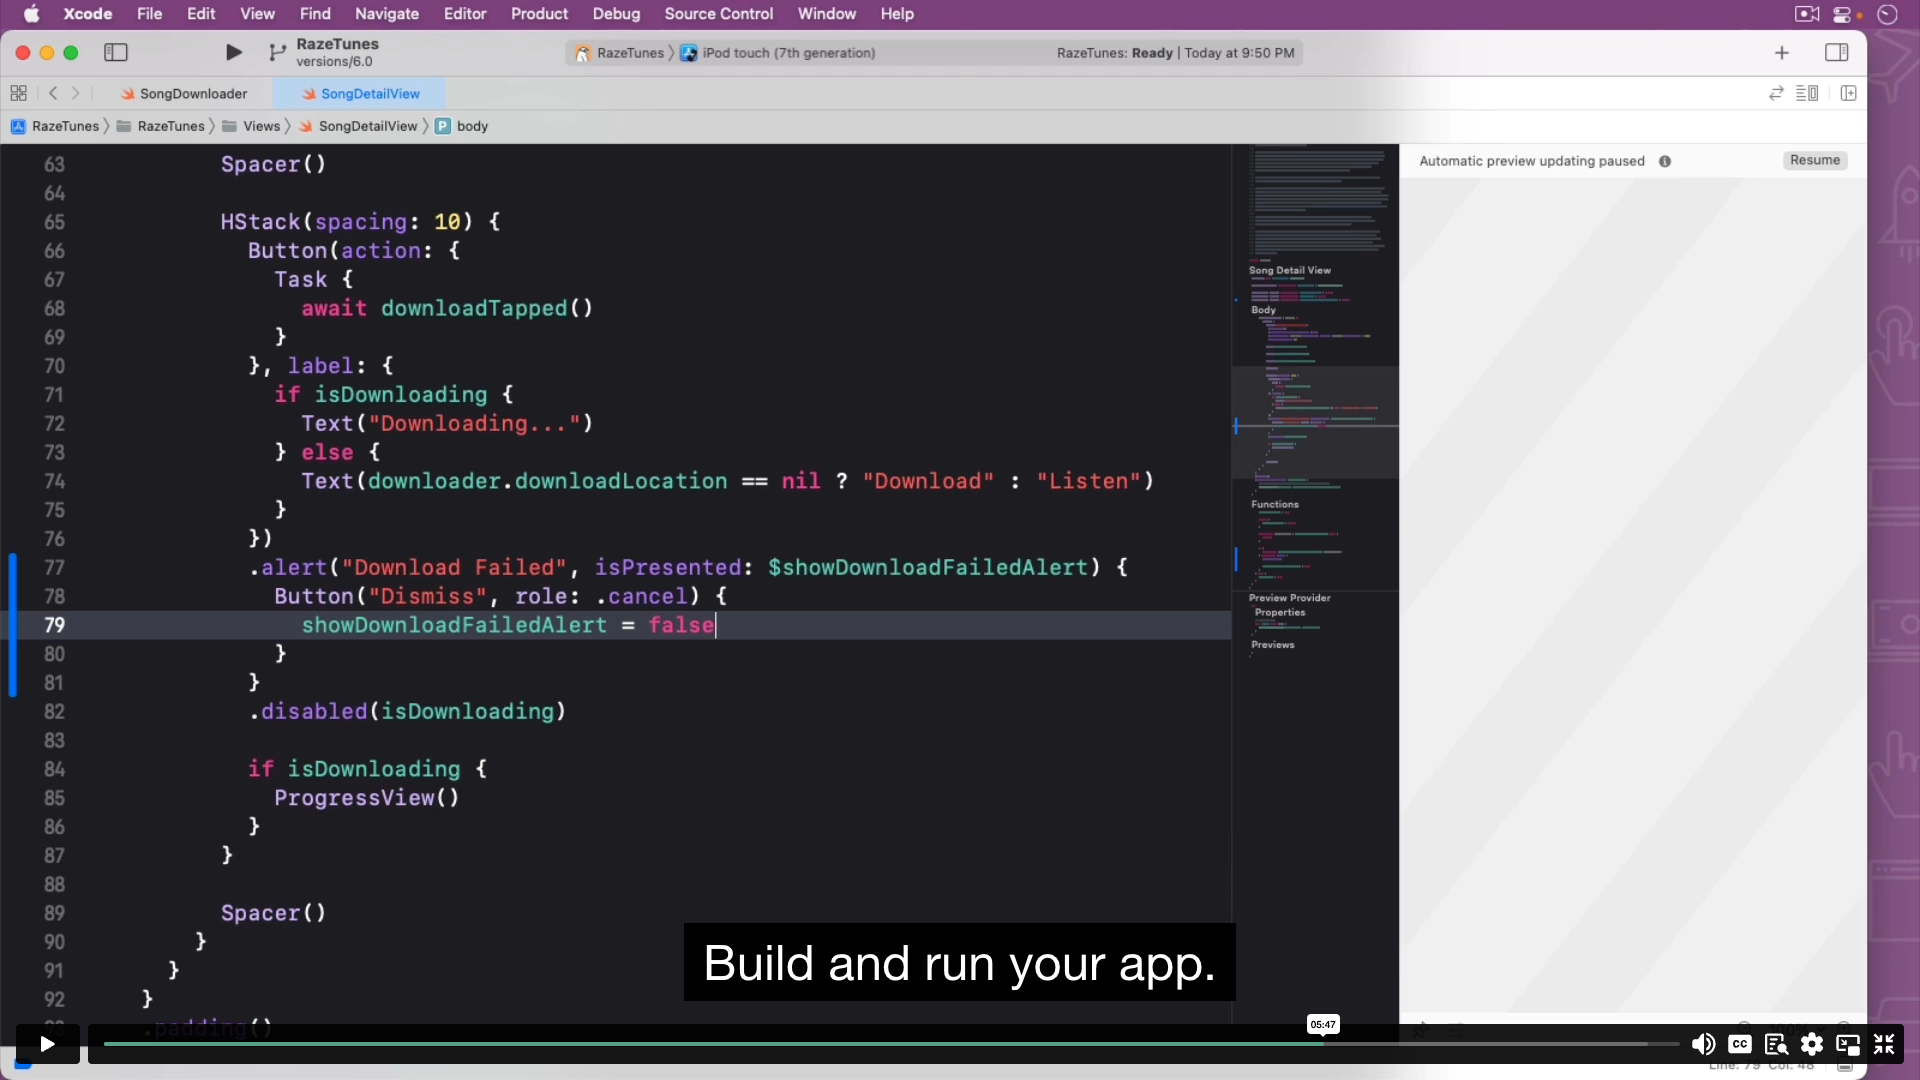 Xcode File Edit View Find Navigate Editor Product Debug Source Control Window Help
RazeTunes
versions/6.0
RazeTunes iPod touch (7th generation) RazeTunes: Ready | Today at 9:50 PM
SongDownloader SongDetailView
RazeTunes RazeTunes Views SongDetailView P body
63 Spacer()
64
65 HStack(spacing: 10) {
66 Button(action: {
67 Task {
68 await downloadTapped()
69 }
70 }, label: {
71 if isDownloading {
72 Text("Downloading...")
73 } else {
74 Text(downloader.downloadLocation == nil ? "Download" : "Listen")
75 }
76 })
77 .alert("Download Failed", isPresented: $showDownloadFailedAlert) {
78 Button("Dismiss", role: .cancel) {
79 showDownloadFailedAlert = false
80 }
81 }
82 .disabled(isDownloading)
83
84 if isDownloading {
85 ProgressView()
86 }
87 }
88
89 Spacer()
90 }
91 }
92 }
93 .padding()
Song Detail View
Body
Functions
Preview Provider
Properties
Previews
Automatic preview updating paused Resume
Build and run your app.
05:47
CC
Line: 79 Col: 48